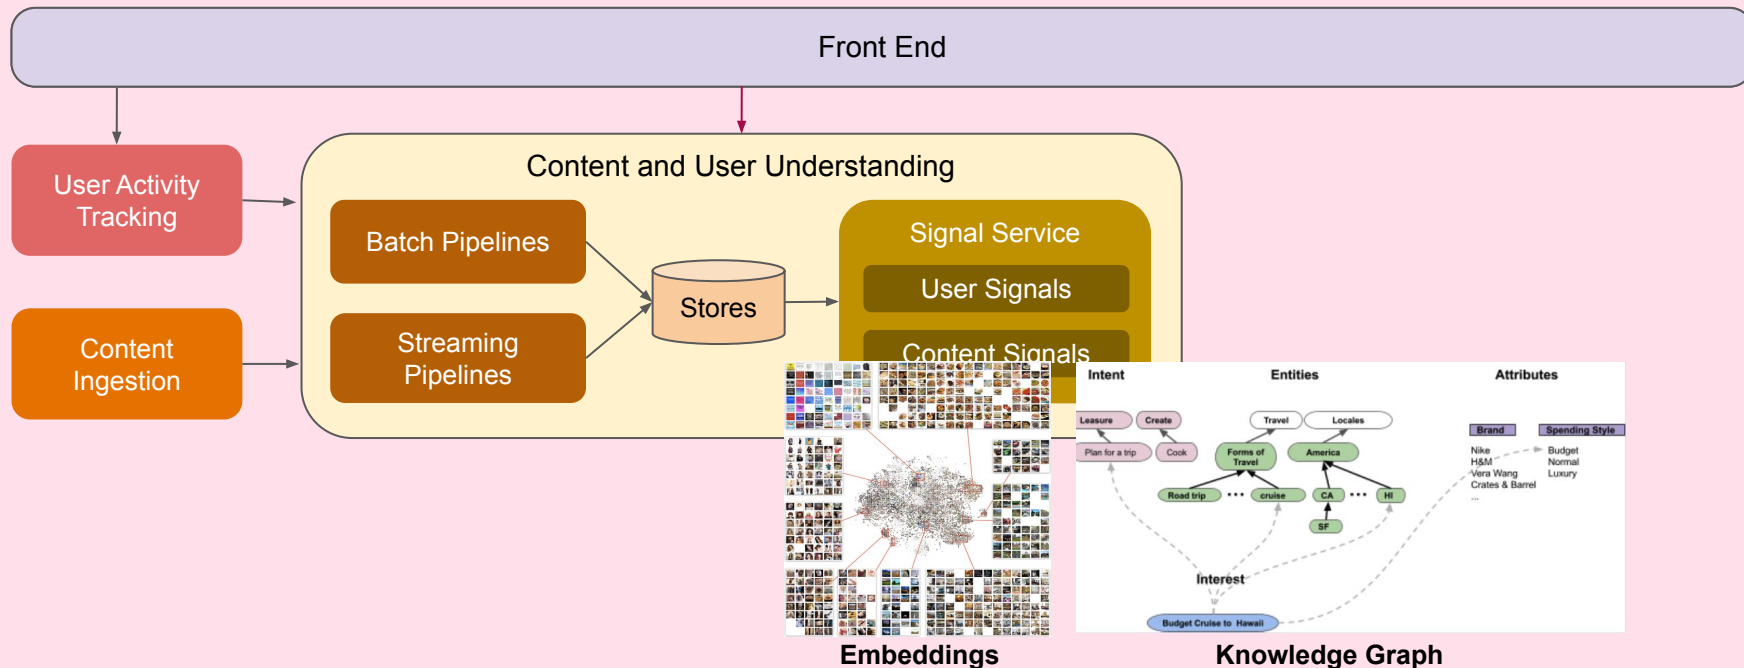 Front End
User Activity
Tracking
Content
Ingestion
Content and User Understanding
Batch Pipelines
Streaming
Pipelines
Stores
Signal Service
User Signals
Content Signals
Embeddings
Intent
Entities
Attributes
Leasure
Create
Travel
Locales
Plan for a trip
Cook
Forms of
Travel
America
Brand
Spending Style
Nike
H&M
Vera Wang
Crates & Barrel
...
Budget
Normal
Luxury
Road trip
...
cruise
CA
...
HI
SF
Interest
Budget Cruise to Hawaii
Knowledge Graph